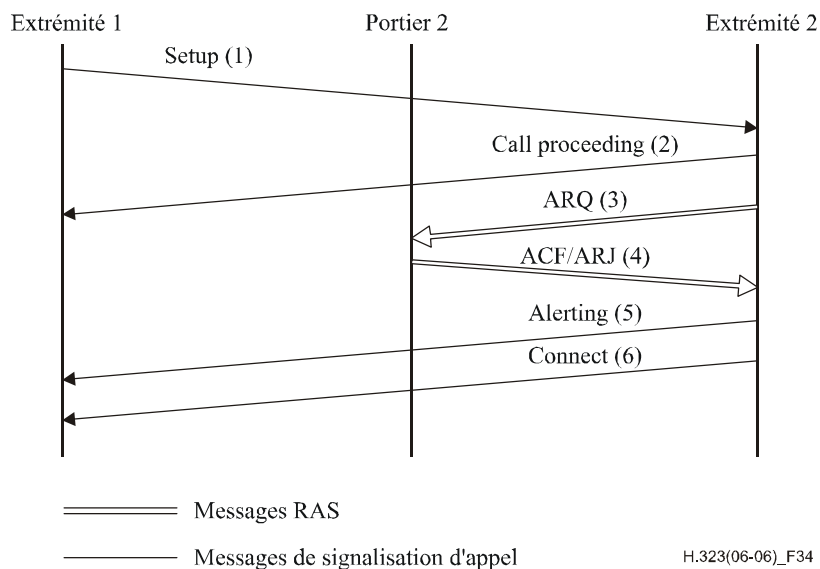 Extrémité 1
Portier 2
Extrémité 2
Setup (1)
Call proceeding (2)
ARQ (3)
ACF/ARJ (4)
Alerting (5)
Connect (6)
Messages RAS
Messages de signalisation d'appel
H.323(06-06)_F34